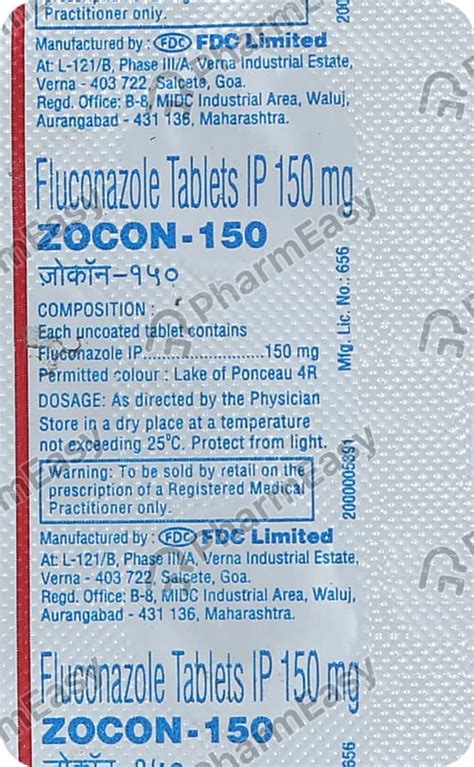 Practitioner only.
Manufactured by : FDC FDC Limited
At: L-121/B, Phase III/A, Verna Industrial Estate,
Verna - 403 722, Salcete, Goa.
Regd. Office: B-8, MIDC Industrial Area, Waluj,
Aurangabad - 431 136, Maharashtra.
Fluconazole Tablets IP 150 mg
ZOCON-150
ज़ोकॉन-१५०
COMPOSITION :
Each uncoated tablet contains
Fluconazole IP........................150 mg
Permitted colour : Lake of Ponceau 4R
DOSAGE: As directed by the Physician
Store in a dry place at a temperature
not exceeding 25°C. Protect from light.
Warning: To be sold by retail on the
prescription of a Registered Medical
Practitioner only.
Manufactured by : FDC FDC Limited
At: L-121/B, Phase III/A, Verna Industrial Estate,
Verna - 403 722, Salcete, Goa.
Regd. Office: B-8, MIDC Industrial Area, Waluj,
Aurangabad - 431 136, Maharashtra.
Fluconazole Tablets IP 150 mg
ZOCON-150
ज़ोकॉन-१५०
Mfg. Lic. No.: 656
2000005391
656
PharmEasy
PharmEasy
PharmEasy
PharmEasy